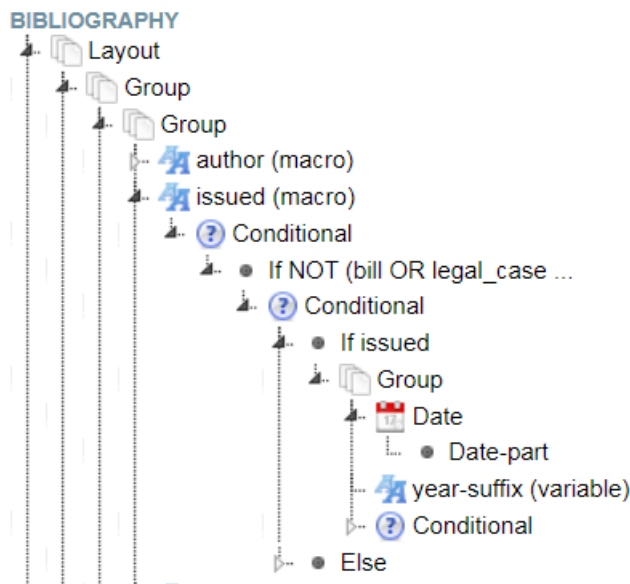 BIBLIOGRAPHY
Layout
Group
Group
author (macro)
issued (macro)
Conditional
If NOT (bill OR legal_case ...
Conditional
If issued
Group
Date
Date-part
year-suffix (variable)
Conditional
Else